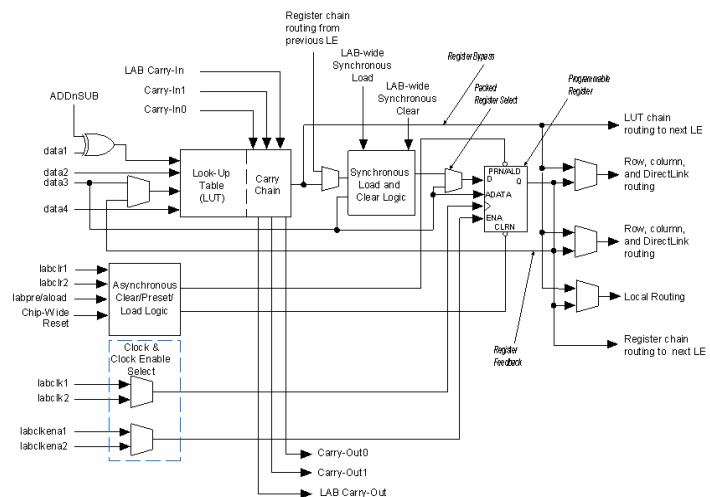 Register chain
routing from
previous LE
LAB-wide
Synchronous
Load
Register Bypass
Packed
Register Select
Programmable
Register
LAB Carry-In
Carry-In1
Carry-In0
LAB-wide
Synchronous
Clear
ADDnSUB
LUT chain
routing to next LE
data1
data2
data3
data4
Look-Up
Table
(LUT)
Carry
Chain
Synchronous
Load and
Clear Logic
PRN/ALD
D
Q
ADATA
ENA
CLRN
Row, column,
and DirectLink
routing
Row, column,
and DirectLink
routing
labclr1
labclr2
labpre/aload
Chip-Wide
Reset
Asynchronous
Clear/Preset/
Load Logic
Local Routing
Clock &
Clock Enable
Select
Register
Feedback
Register chain
routing to next LE
labclk1
labclk2
labclkena1
labclkena2
Carry-Out0
Carry-Out1
LAB Carry-Out